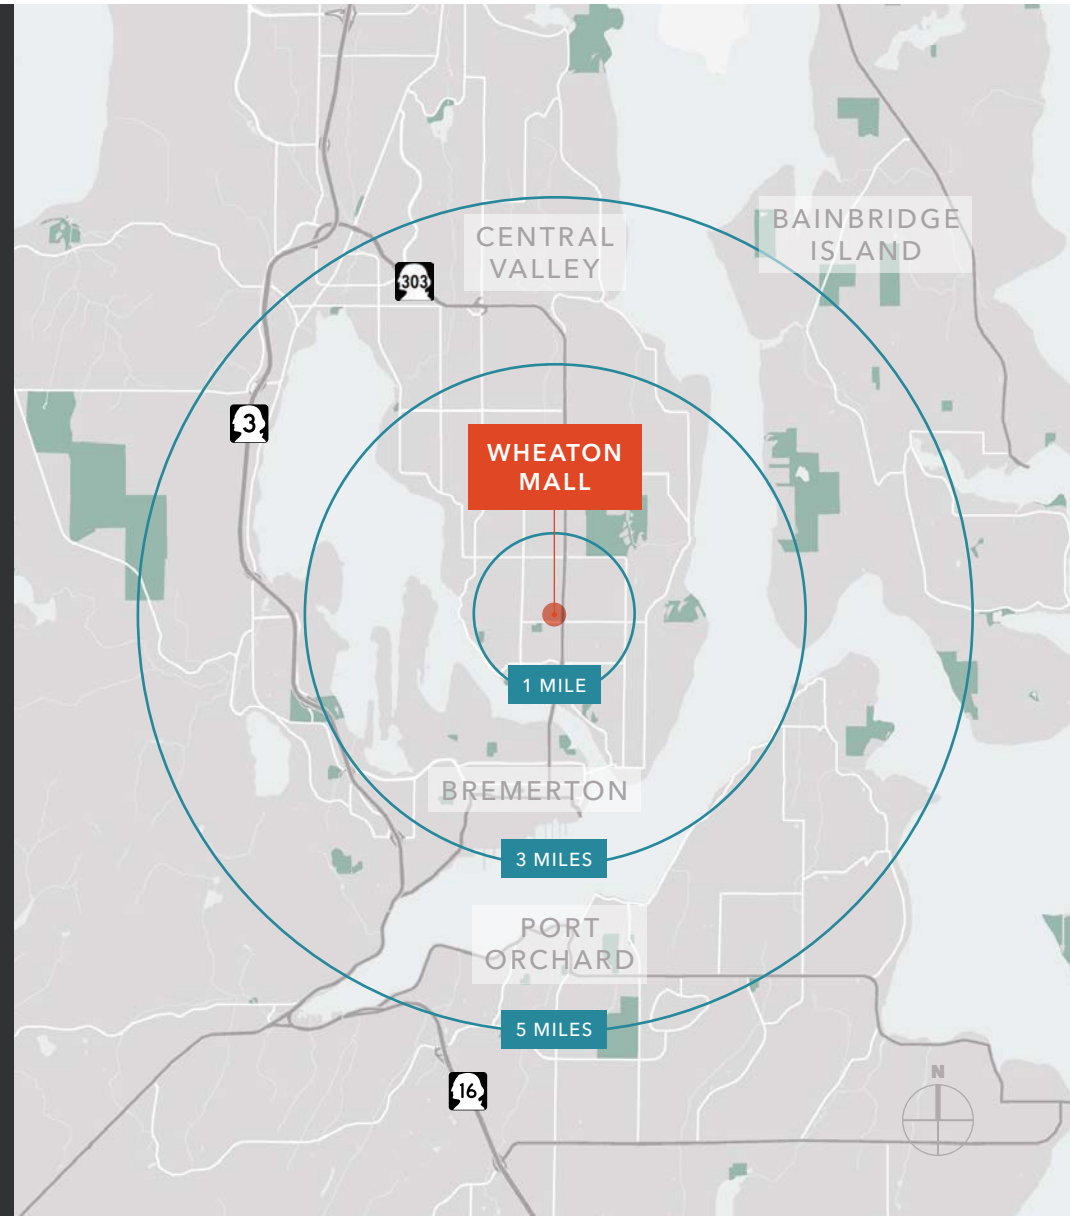 CENTRAL
VALLEY
BAINBRIDGE
ISLAND
303
3
WHEATON
MALL
1 MILE
BREMERTON
3 MILES
PORT
ORCHARD
5 MILES
16
N